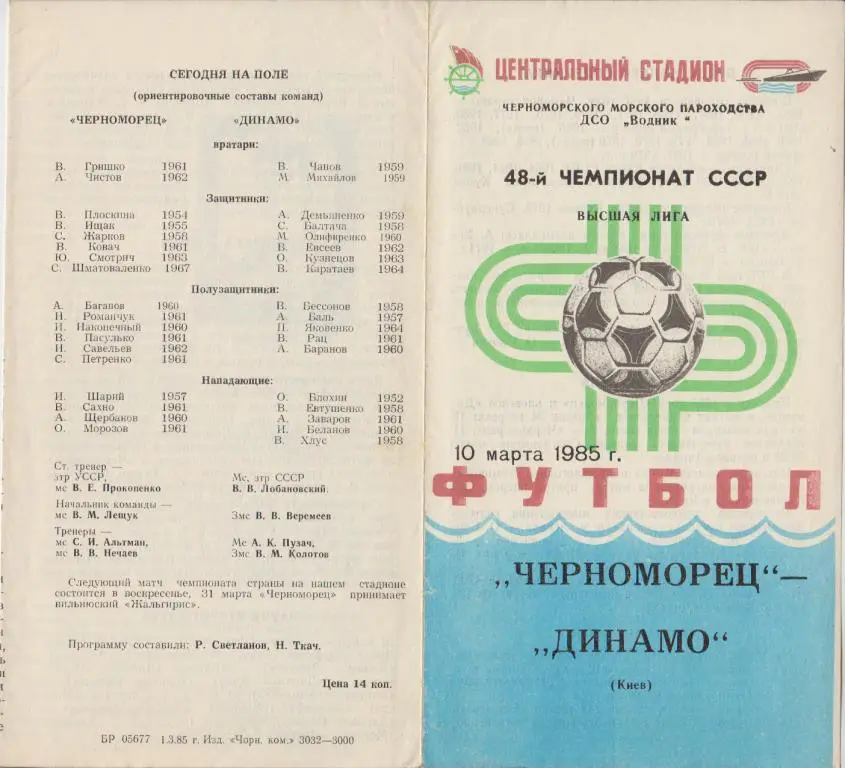 СЕГОДНЯ НА ПОЛЕ
(ориентировочные составы команд)
«ЧЕРНОМОРЕЦ» «ДИНАМО»
вратари:
В. Гришко 1961 В. Чанов 1959
А. Чистов 1962 М. Михайлов 1959
Защитники:
В. Плоскина 1954 А. Демьяненко 1959
В. Ищак 1955 С. Балтача 1958
С. Жарков 1958 М. Олифиренко 1960
В. Ковач 1961 В. Евсеев 1962
Ю. Смотрич 1963 О. Кузнецов 1963
С. Шматоваленко 1967 В. Каратаев 1964
Полузащитники:
А. Багапов 1960 В. Бессонов 1958
И. Романчук 1961 А. Баль 1957
И. Наконечный 1960 П. Яковенко 1964
В. Пасулько 1961 В. Рац 1961
И. Савельев 1962 А. Баранов 1960
С. Петренко 1961
Нападающие:
И. Шарий 1957 О. Блохин 1952
В. Сахно 1961 В. Евтушенко 1958
А. Щербаков 1960 А. Заваров 1961
О. Морозов 1961 И. Беланов 1960
В. Хлус 1958
Ст. тренер —
зтр УССР, Мс, зтр СССР
мс В. Е. Прокопенко В. В. Лобановский.
Начальник команды —
мс В. М. Лещук Змс В. В. Веремеев
Тренеры —
мс С. И. Альтман, Мс А. К. Пузач,
мс В. В. Нечаев Змс В. М. Колотов
Следующий матч чемпионата страны на нашем стадионе
состоится в воскресенье, 31 марта «Черноморец» принимает
вильнюсский «Жальгирис».
Программу составили: Р. Светланов, Н. Ткач.
Цена 14 коп.
БР 05677 1.3.85 г. Изд. «Чорн. ком.» 3032—3000
ЦЕНТРАЛЬНЫЙ СТАДИОН
ЧЕРНОМОРСКОГО МОРСКОГО ПАРОХОДСТВА
ДСО „Водник"
48-й ЧЕМПИОНАТ СССР
ВЫСШАЯ ЛИГА
10 марта 1985 г.
ФУТБОЛ
„ЧЕРНОМОРЕЦ"—
„ДИНАМО"
(Киев)